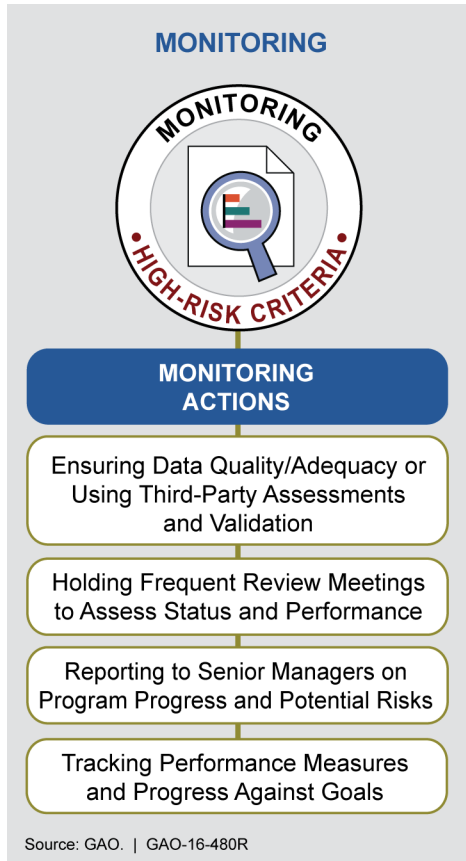 MONITORING
MONITORING
• HIGH-RISK CRITERIA •
MONITORING
ACTIONS
Ensuring Data Quality/Adequacy or
Using Third-Party Assessments
and Validation
Holding Frequent Review Meetings
to Assess Status and Performance
Reporting to Senior Managers on
Program Progress and Potential Risks
Tracking Performance Measures
and Progress Against Goals
Source: GAO. | GAO-16-480R